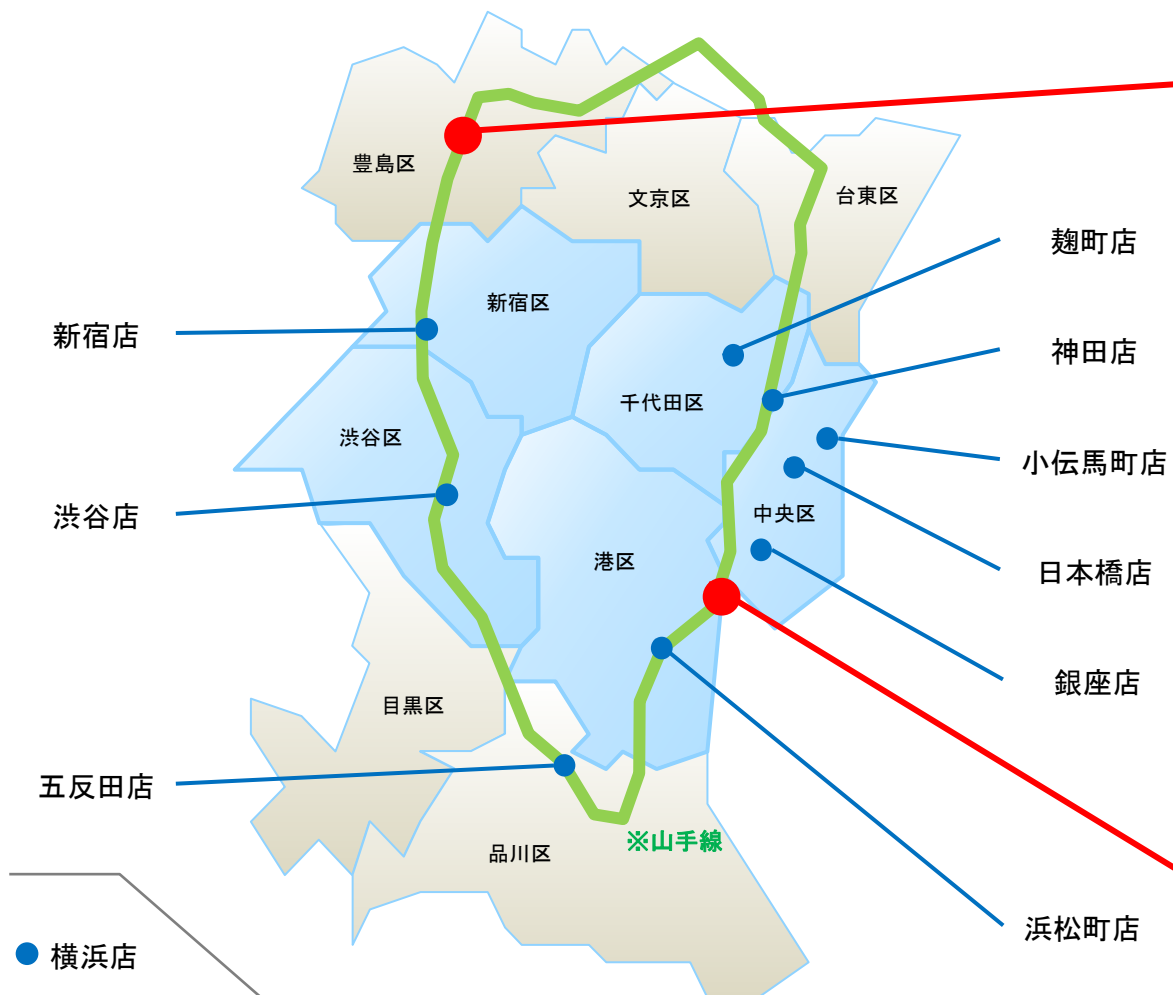 豊島区
文京区
台東区
麹町店
新宿区
新宿店
神田店
千代田区
渋谷区
小伝馬町店
渋谷店
中央区
港区
日本橋店
銀座店
目黒区
五反田店
※山手線
品川区
浜松町店
横浜店